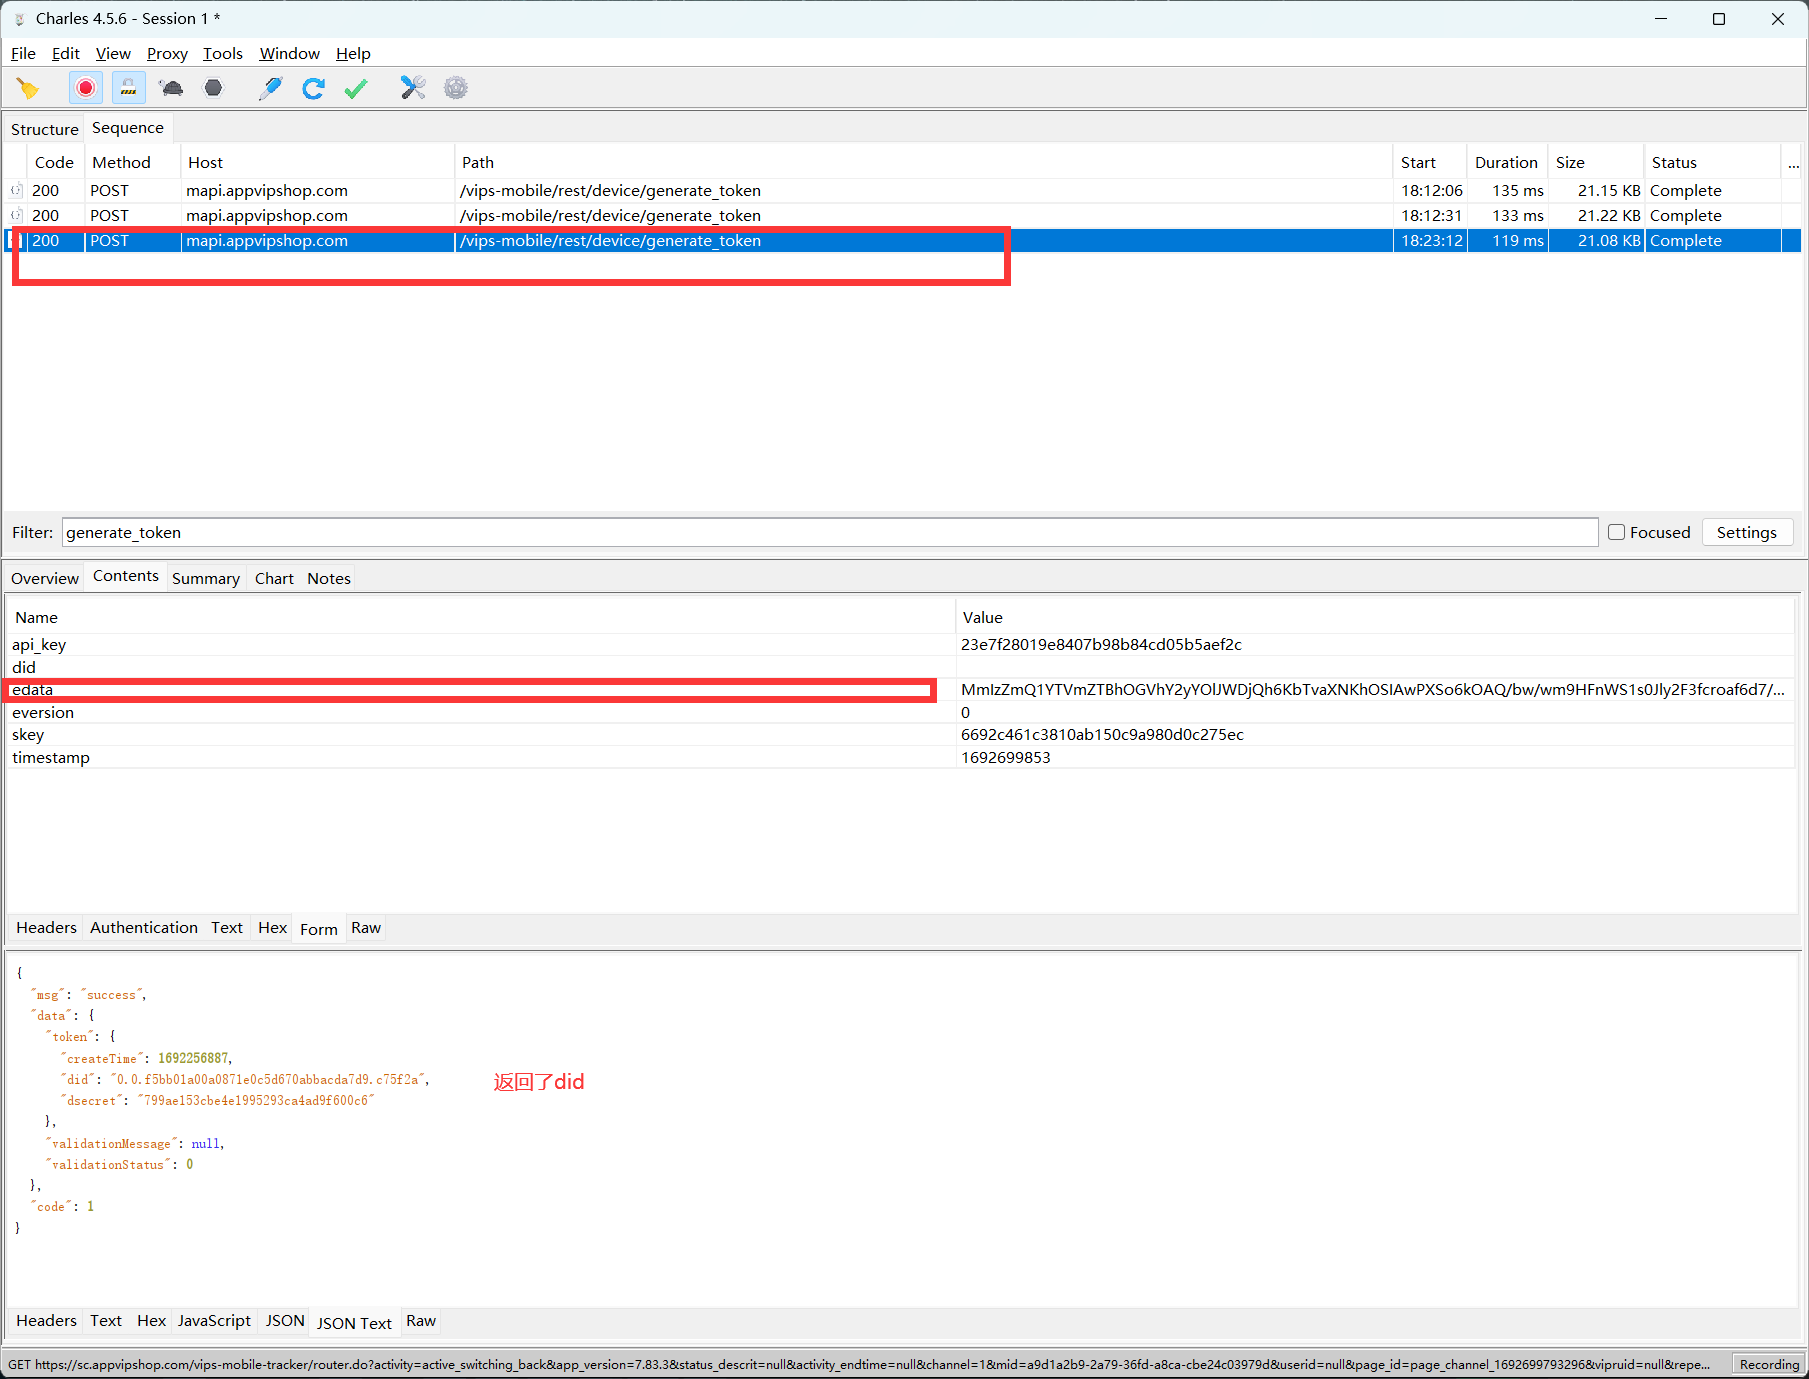 Charles 4.5.6 - Session 1 *
File Edit View Proxy Tools Window Help
Structure Sequence
Code Method Host Path Start Duration Size Status ...
200 POST mapi.appvipshop.com /vips-mobile/rest/device/generate_token 18:12:06 135 ms 21.15 KB Complete
200 POST mapi.appvipshop.com /vips-mobile/rest/device/generate_token 18:12:31 133 ms 21.22 KB Complete
200 POST mapi.appvipshop.com /vips-mobile/rest/device/generate_token 18:23:12 119 ms 21.08 KB Complete
Filter: generate_token Focused Settings
Overview Contents Summary Chart Notes
Name Value
api_key 23e7f28019e8407b98b84cd05b5aef2c
did
edata MmIzZmQ1YTVmZTBhOGVhY2yYOlJWDjQh6KbTvaXNKhOSIAwPXSo6kOAQ/bw/wm9HFnWS1s0Jly2F3fcroaf6d7/...
eversion 0
skey 6692c461c3810ab150c9a980d0c275ec
timestamp 1692699853
Headers Authentication Text Hex Form Raw
{
"msg": "success",
"data": {
"token": {
"createTime": 1692256887,
"did": "0.0.f5bb01a00a0871e0c5d670abbacda7d9.c75f2a",
返回了did
"dsecret": "799ae153cbe4e1995293ca4ad9f600c6"
},
"validationMessage": null,
"validationStatus": 0
},
"code": 1
}
Headers Text Hex JavaScript JSON JSON Text Raw
GET https://sc.appvipshop.com/vips-mobile-tracker/router.do?activity=active_switching_back&app_version=7.83.3&status_descrit=null&activity_endtime=null&channel=1&mid=a9d1a2b9-2a79-36fd-a8ca-cbe24c03979d&userid=null&page_id=page_channel_1692699793296&vipruid=null&repe... Recording